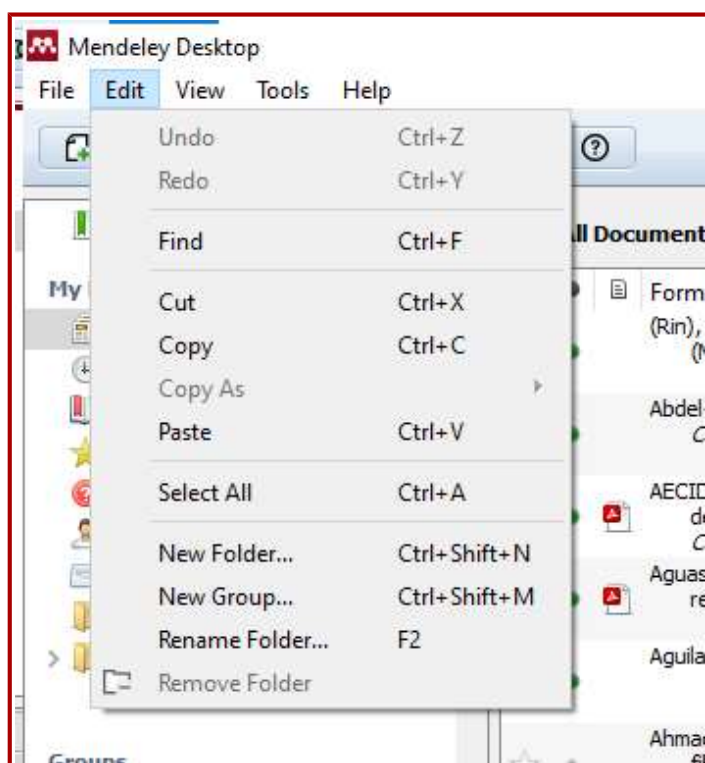 Mendeley Desktop
File Edit View Tools Help
Undo Ctrl+Z
Redo Ctrl+Y
Find Ctrl+F
Cut Ctrl+X
Copy Ctrl+C
Copy As
Paste Ctrl+V
Select All Ctrl+A
New Folder... Ctrl+Shift+N
New Group... Ctrl+Shift+M
Rename Folder... F2
Remove Folder
My
Groups
ll Document
Form
(Rin),
(M
Abdel-
C
AECID
de
C
Aguas
re
Aguila
Ahmad